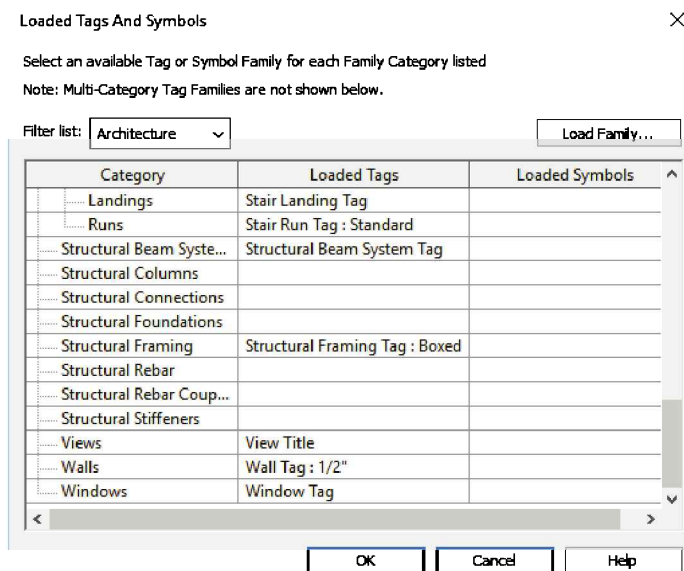 Loaded Tags And Symbols
Select an available Tag or Symbol Family for each Family Category listed
Note: Multi-Category Tag Families are not shown below.
Filter list: Architecture Load Family...
Category Loaded Tags Loaded Symbols
Landings Stair Landing Tag
Runs Stair Run Tag : Standard
Structural Beam Syste... Structural Beam System Tag
Structural Columns
Structural Connections
Structural Foundations
Structural Framing Structural Framing Tag : Boxed
Structural Rebar
Structural Rebar Coup...
Structural Stiffeners
Views View Title
Walls Wall Tag : 1/2"
Windows Window Tag
OK Cancel Help